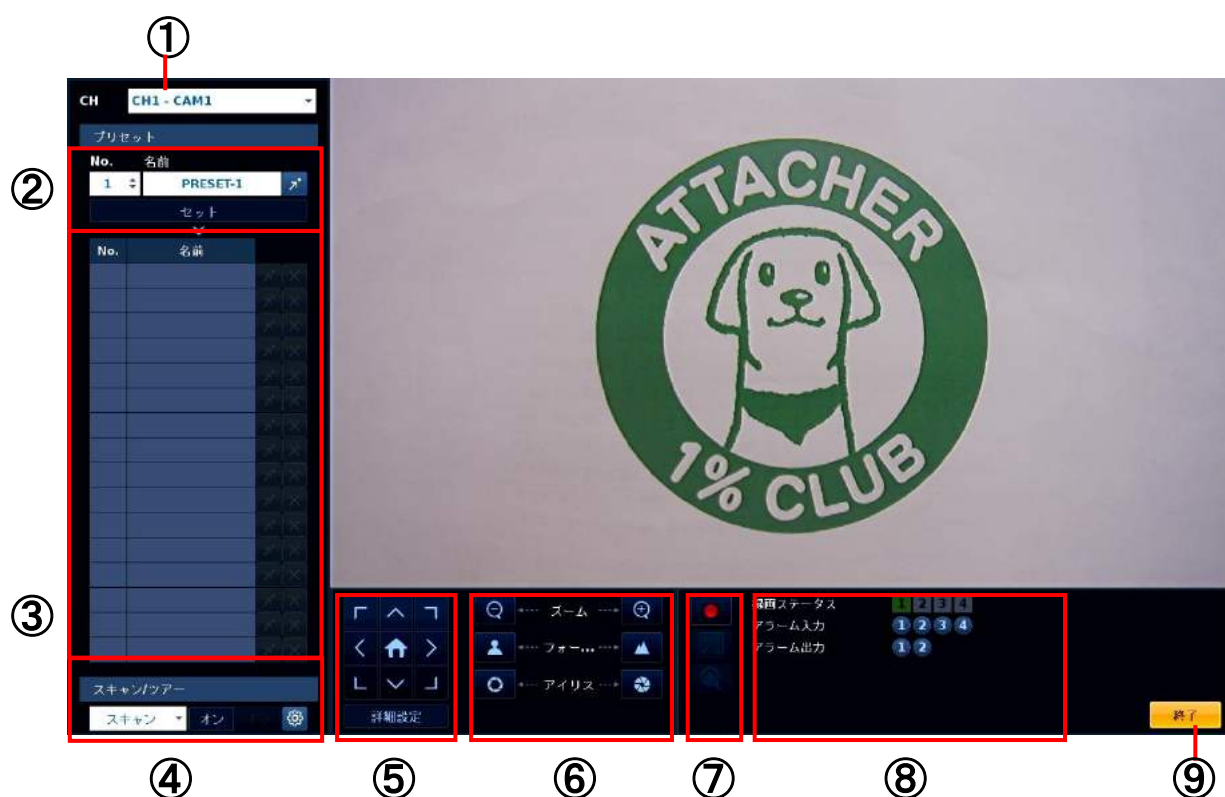 ①
CH CH1 - CAM1
プリセット
②
No. 名前
1 PRESET-1
セット
No. 名前
③
スキャン/ツアー
スキャン オン
④
ATTACHER
1% CLUB
ズーム
フォー...
アイリス
詳細設定
⑤
⑥
⑦
録画ステータス 1 2 3 4
アラーム入力 1 2 3 4
アラーム出力 1 2
⑧
終了
⑨